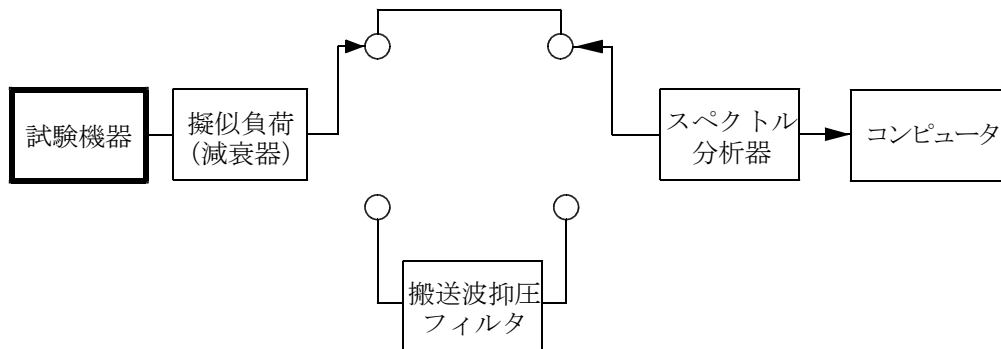 試験機器
擬似負荷
（減衰器）
スペクトル
分析器
コンピュータ
搬送波抑圧
フィルタ